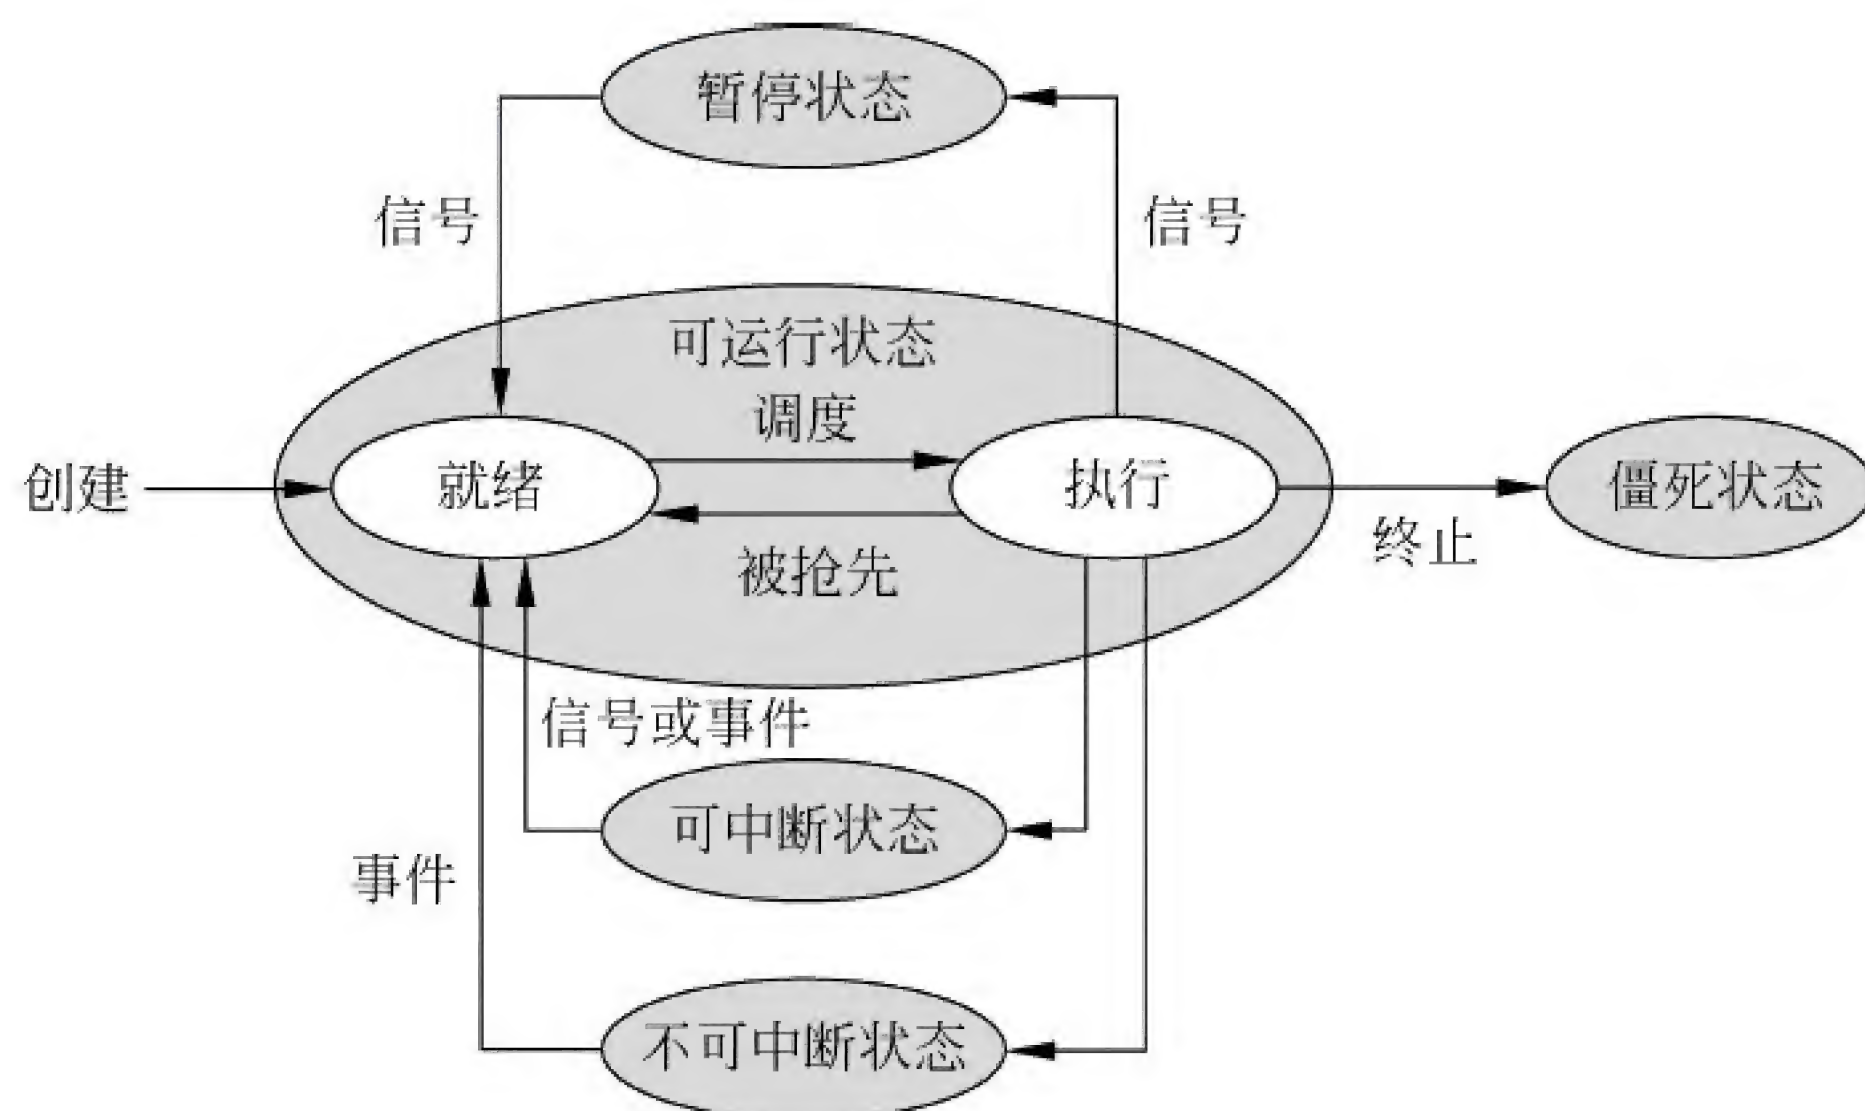 暂停状态
信号
信号
可运行状态
调度
创建
就绪
执行
僵死状态
终止
被抢先
信号或事件
可中断状态
事件
不可中断状态